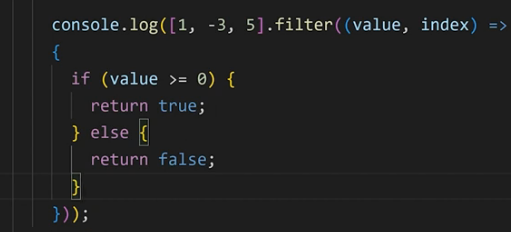 console.log([1, -3, 5].filter((value, index) =>
{
if (value >= 0) {
return true;
} else {
return false;
}
}));